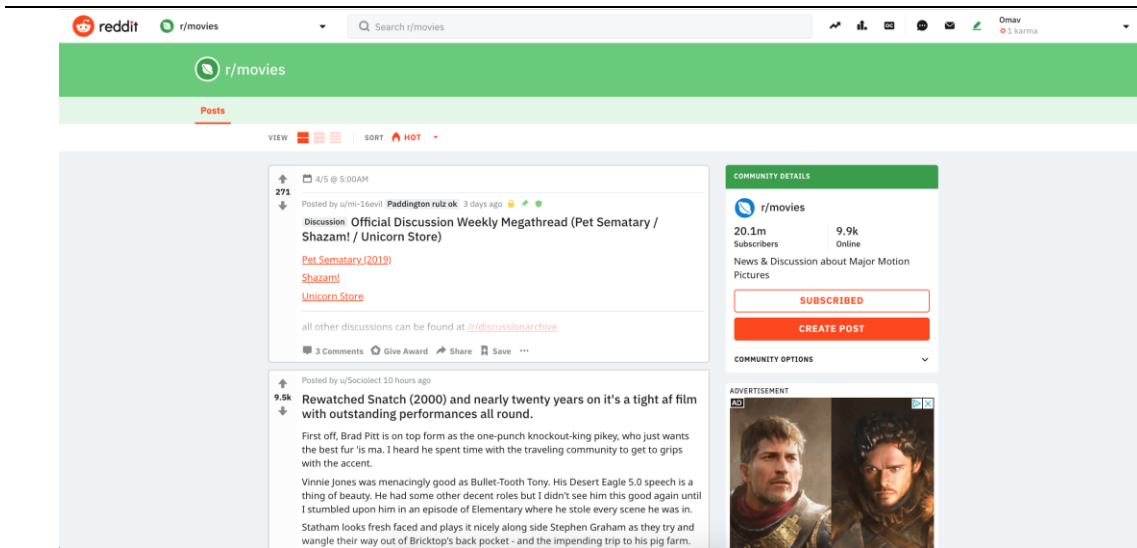 reddit r/movies Search r/movies OC Omav
1 karma
r/movies
Posts
VIEW SORT HOT
4/5 @ 5:00AM
271
Posted by u/mi-16evil Paddington rulz ok 3 days ago
Discussion Official Discussion Weekly Megathread (Pet Sematary /
Shazam! / Unicorn Store)
Pet Sematary (2019)
Shazam!
Unicorn Store
all other discussions can be found at /r/discussionarchive
3 Comments Give Award Share Save ...
Posted by u/Sociolect 10 hours ago
9.5k
Rewatched Snatch (2000) and nearly twenty years on it's a tight af film
with outstanding performances all round.
First off, Brad Pitt is on top form as the one-punch knockout-king pikey, who just wants
the best fur 'is ma. I heard he spent time with the traveling community to get to grips
with the accent.
Vinnie Jones was menacingly good as Bullet-Tooth Tony. His Desert Eagle 5.0 speech is a
thing of beauty. He had some other decent roles but I didn't see him this good again until
I stumbled upon him in an episode of Elementary where he stole every scene he was in.
Statham looks fresh faced and plays it nicely along side Stephen Graham as they try and
wangle their way out of Bricktop's back pocket - and the impending trip to his pig farm.
COMMUNITY DETAILS
r/movies
20.1m 9.9k
Subscribers Online
News & Discussion about Major Motion
Pictures
SUBSCRIBED
CREATE POST
COMMUNITY OPTIONS
ADVERTISEMENT
AD